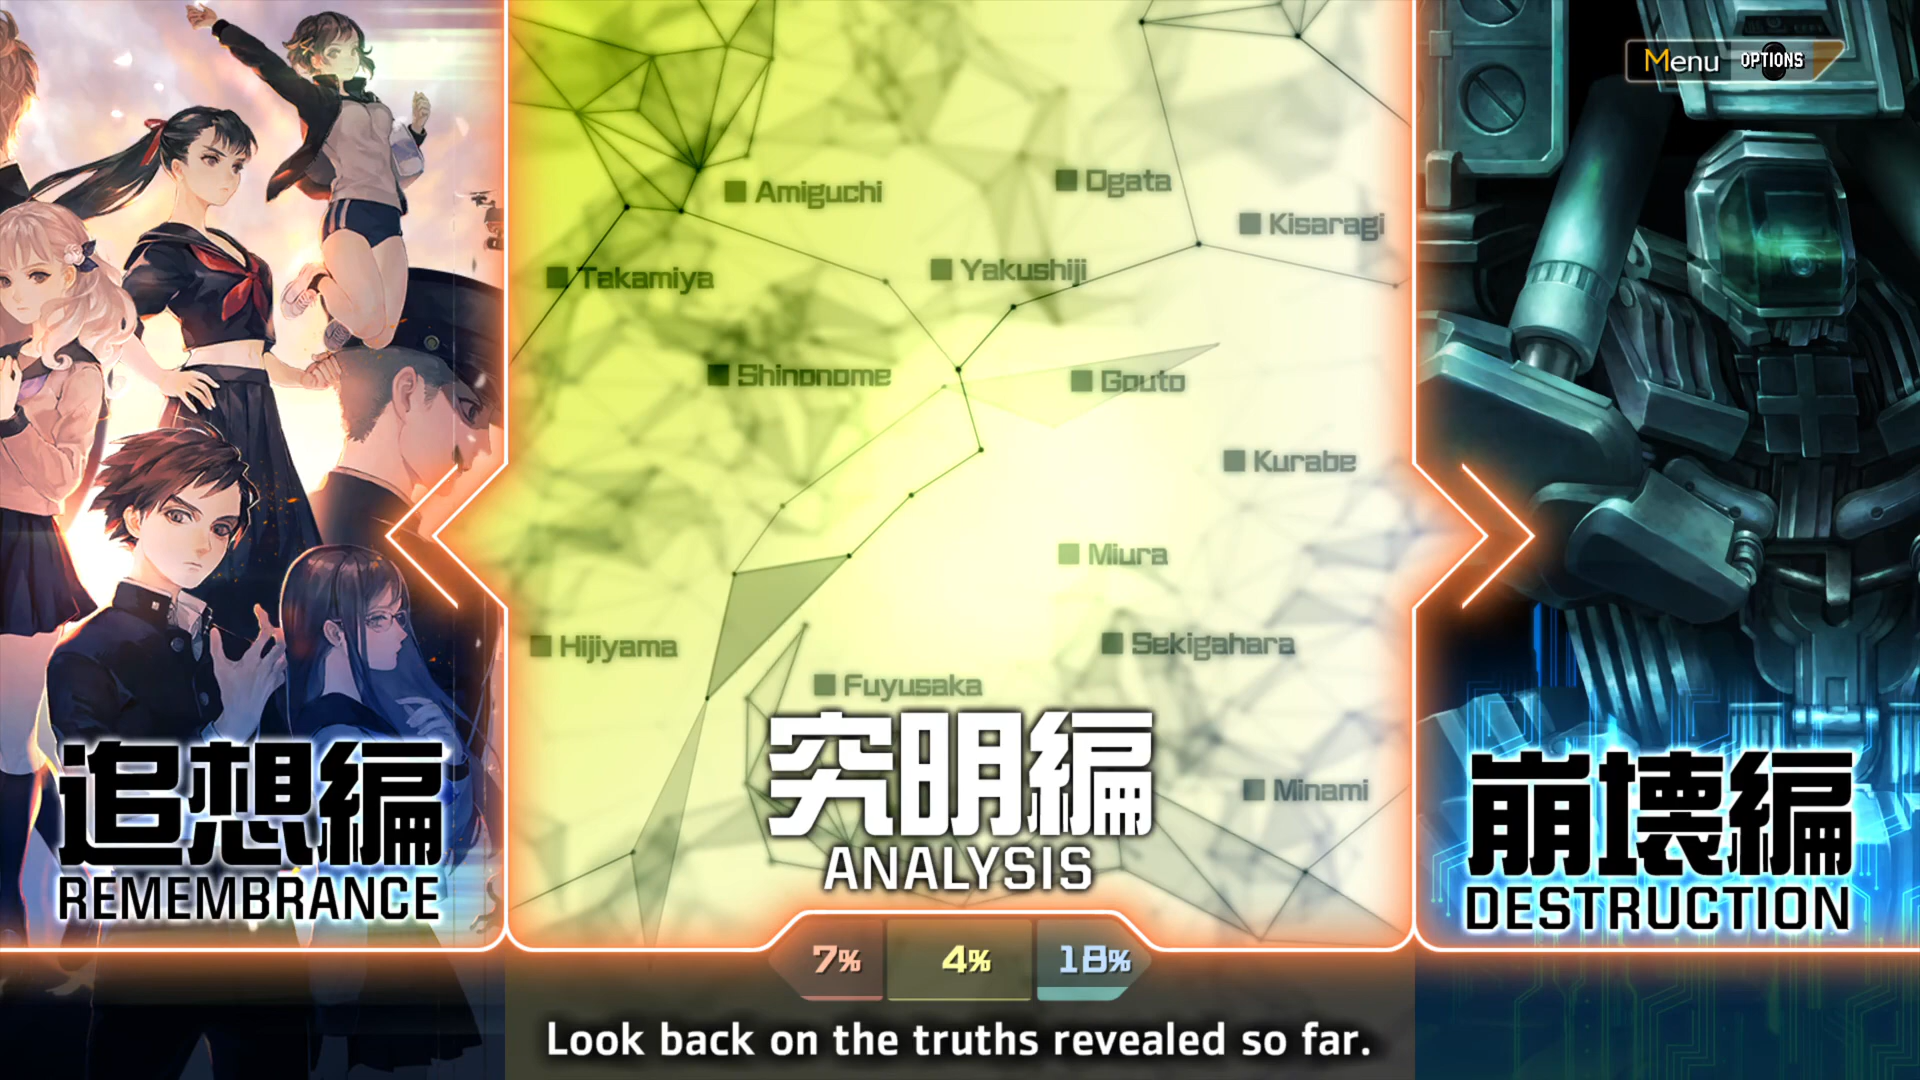 Menu OPTIONS
Amiguchi
Ogata
Kisaragi
Takamiya
Yakushiji
Shinonome
Gouto
Kurabe
Miura
Hijiyama
Sekigahara
Fuyusaka
Minami
追想編
REMEMBRANCE
究明編
ANALYSIS
崩壊編
DESTRUCTION
7% 4% 18%
Look back on the truths revealed so far.